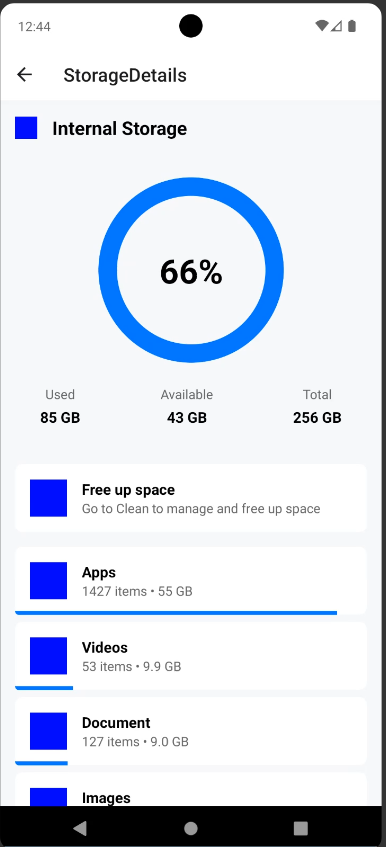 12:44
StorageDetails
Internal Storage
66%
Used Available Total
85 GB 43 GB 256 GB
Free up space
Go to Clean to manage and free up space
Apps
1427 items • 55 GB
Videos
53 items • 9.9 GB
Document
127 items • 9.0 GB
Images